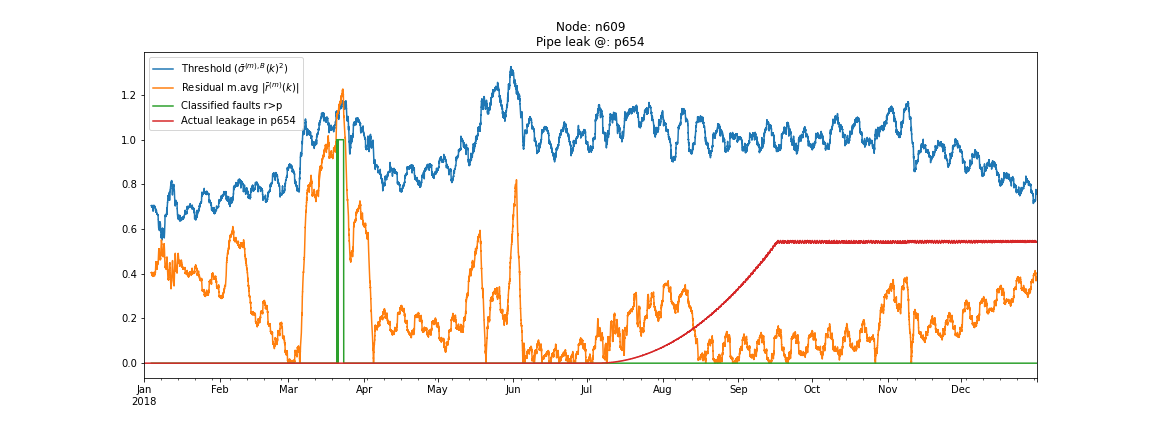 Node: n609
Pipe leak @: p654
Threshold (σ̄⁽ᵐ⁾,ᴮ(k)²)
Residual m.avg |r̄⁽ᵐ⁾(k)|
Classified faults r>p
Actual leakage in p654
1.2
1.0
0.8
0.6
0.4
0.2
0.0
Jan Feb Mar Apr May Jun Jul Aug Sep Oct Nov Dec
2018